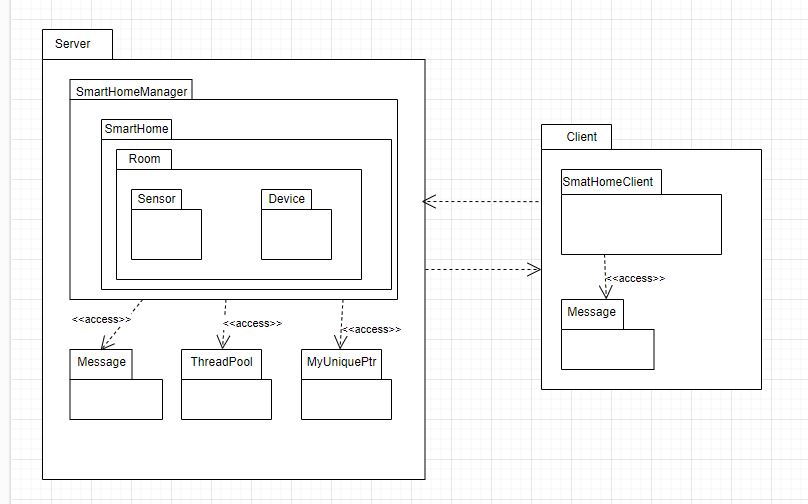 Server
SmartHomeManager
SmartHome
Room
Sensor
Device
<<access>>
<<access>>
<<access>>
Message
ThreadPool
MyUniquePtr
Client
SmatHomeClient
<<access>>
Message